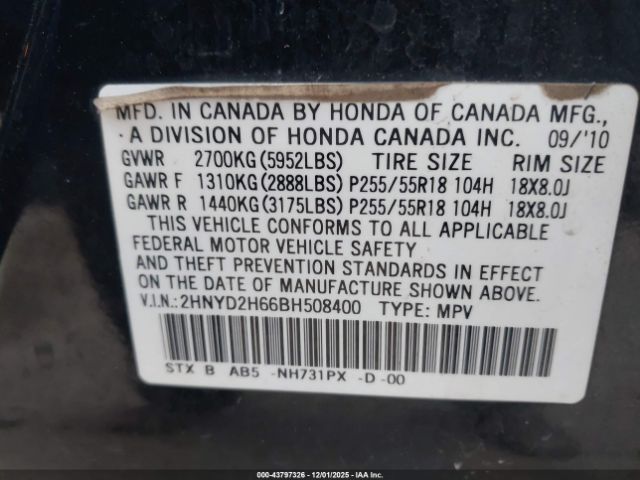 MFD. IN CANADA BY HONDA OF CANADA MFG.,
A DIVISION OF HONDA CANADA INC. 09/'10
GVWR 2700KG(5952LBS) TIRE SIZE RIM SIZE
GAWR F 1310KG(2888LBS)P255/55R18 104H 18X8.0J
GAWR R 1440KG(3175LBS)P255/55R18 104H 18X8.0J
THIS VEHICLE CONFORMS TO ALL APPLICABLE
FEDERAL MOTOR VEHICLE SAFETY
AND THEFT PREVENTION STANDARDS IN EFFECT
ON THE DATE OF MANUFACTURE SHOWN ABOVE.
V.I.N.:2HNYD2H66BH508400 TYPE: MPV
STX B AB5 -NH731PX -D -00
000-43797326 - 12/01/2025 - IAA Inc.